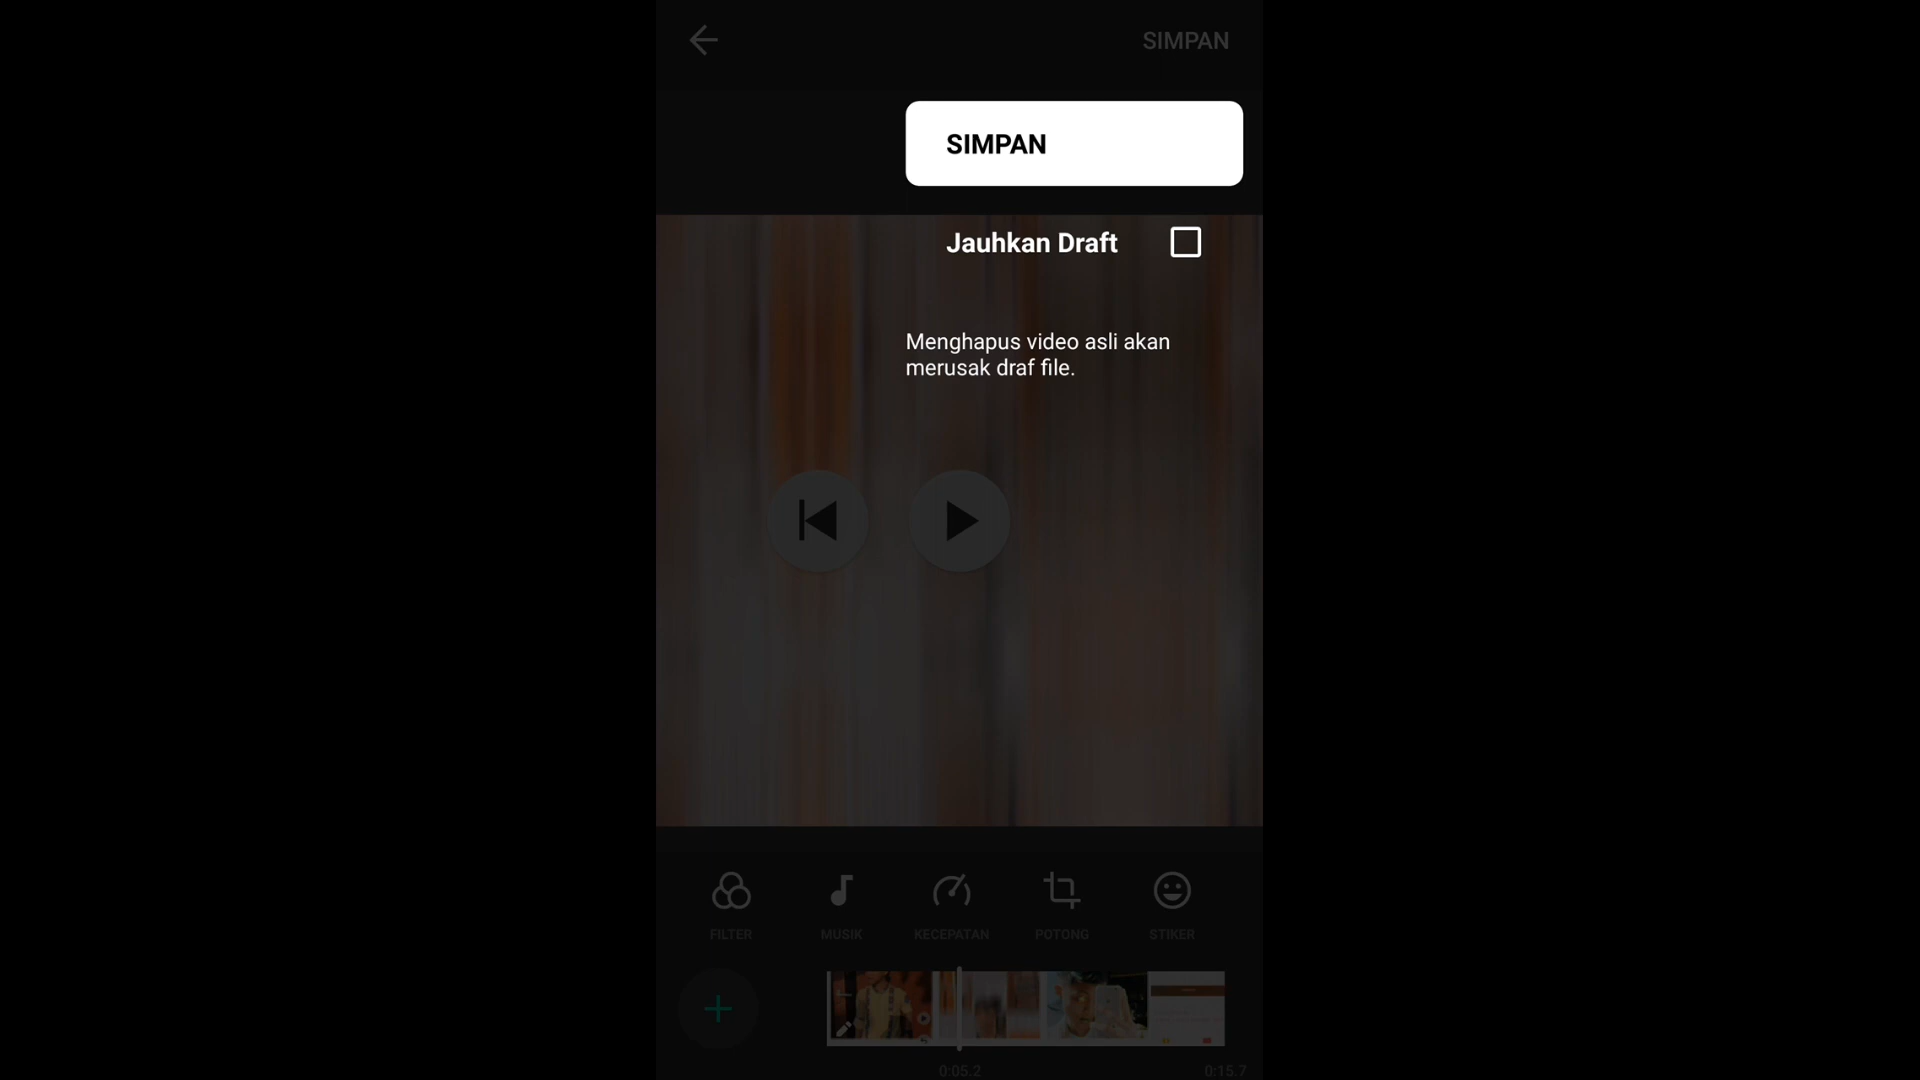 SIMPAN
SIMPAN
Jauhkan Draft
Menghapus video asli akan
merusak draf file.
FILTER
MUSIK
KECEPATAN
POTONG
STIKER
0:05.2
0:15.7